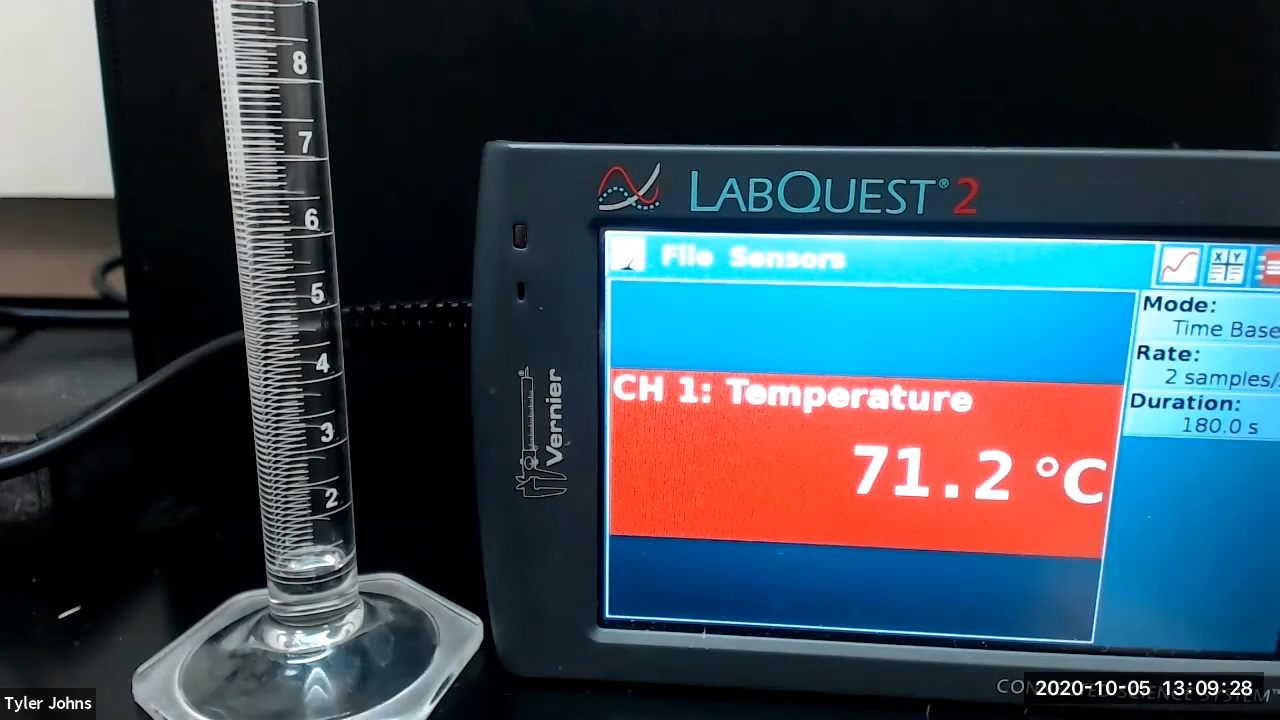 8
7
6
5
4
3
2
LABQUEST® 2
File Sensors
X Y
Mode:
Time Base
Rate:
2 samples/
Duration:
180.0 s
CH 1: Temperature
71.2 °C
Vernier
Tyler Johns
2020-10-05 13:09:28